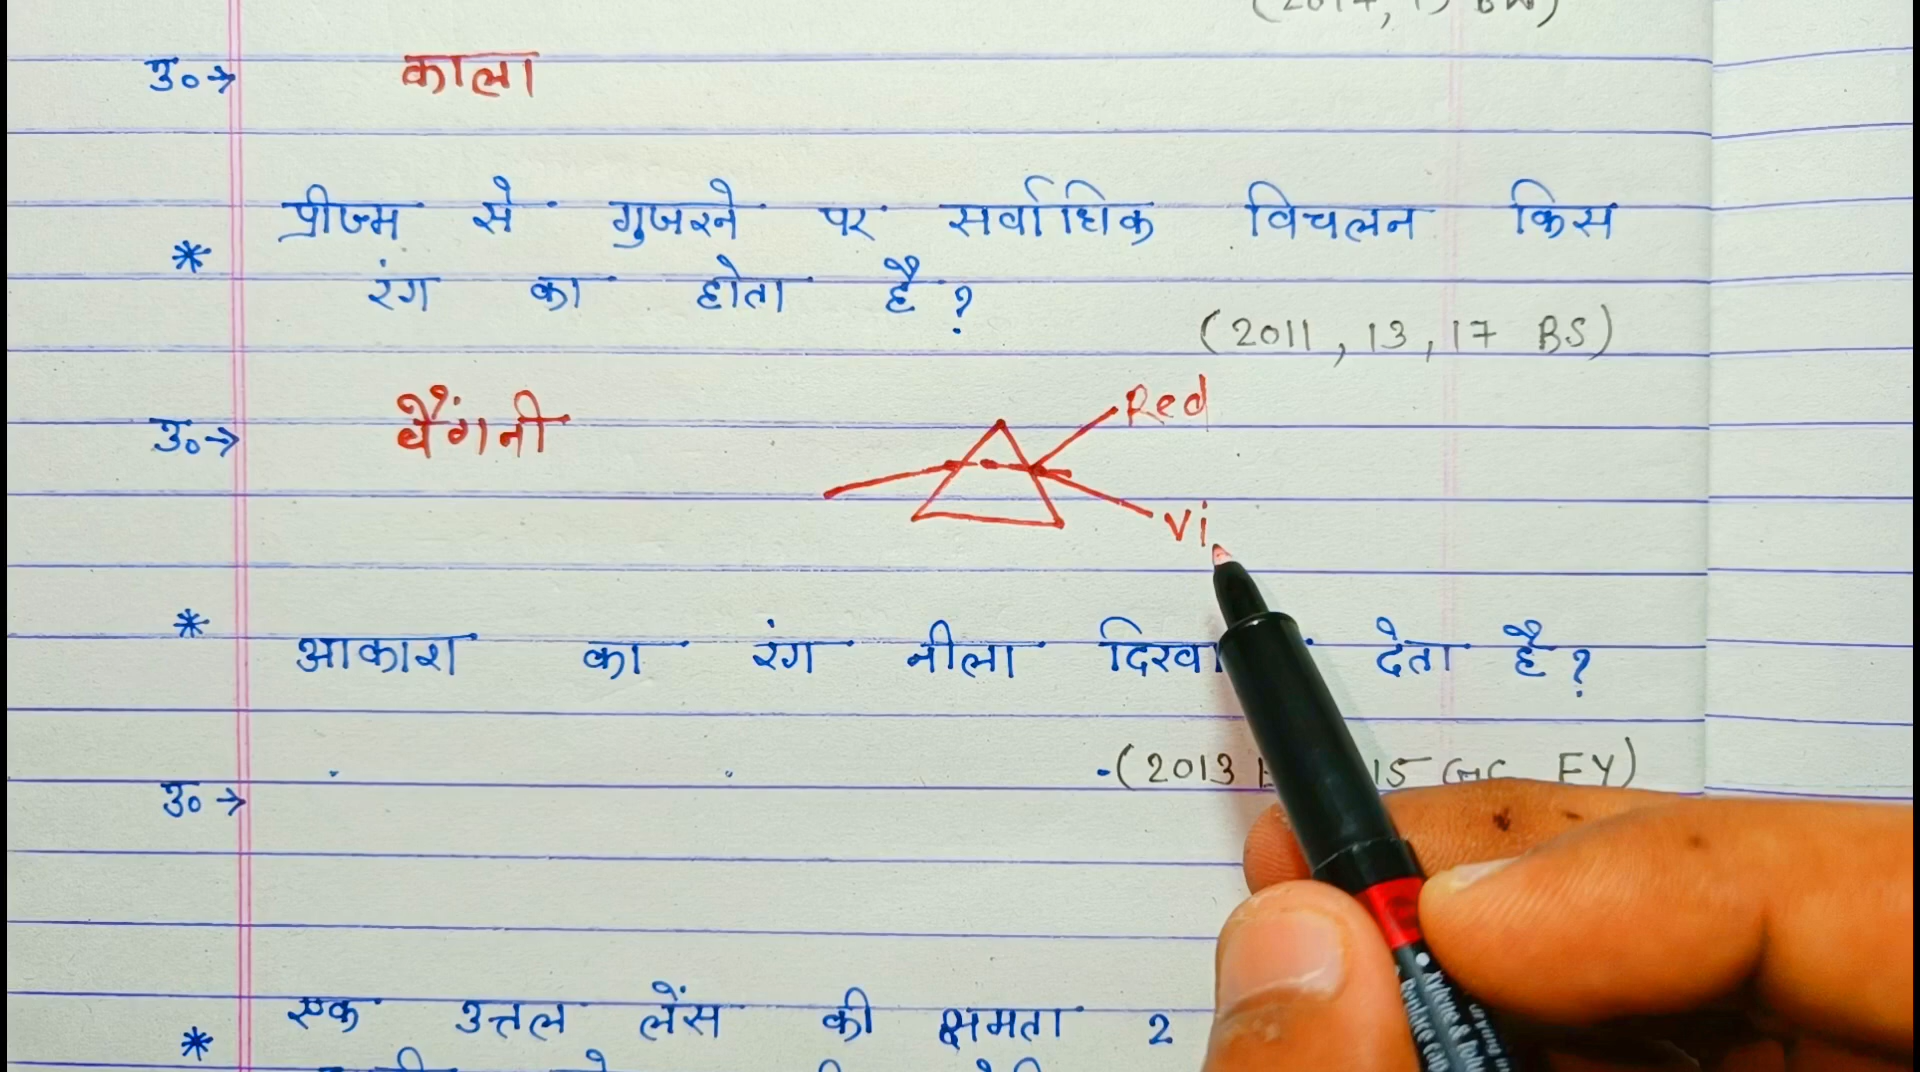 उ०→ काला
प्रीज्म से गुजरने पर सर्वाधिक विचलन किस
* रंग का होता है?
(2011, 13, 17 BS)
उ०→ बैंगनी
Red
Vi
* आकाश का रंग नीला देता है?
(2013 15 GC EY)
उ०→
* एक उत्तल लेंस की क्षमता 2